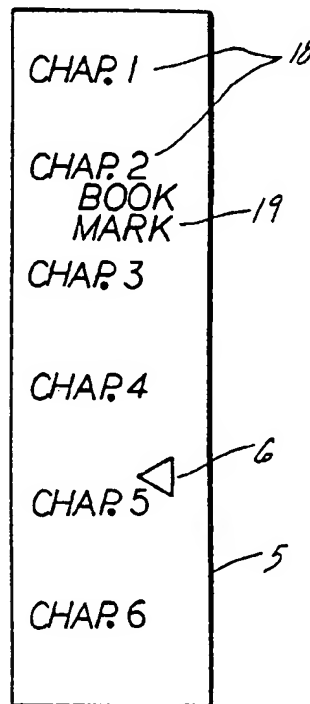 CHAP. 1
18
CHAP. 2
BOOK
MARK
19
CHAP. 3
CHAP. 4
6
CHAP. 5
5
CHAP. 6